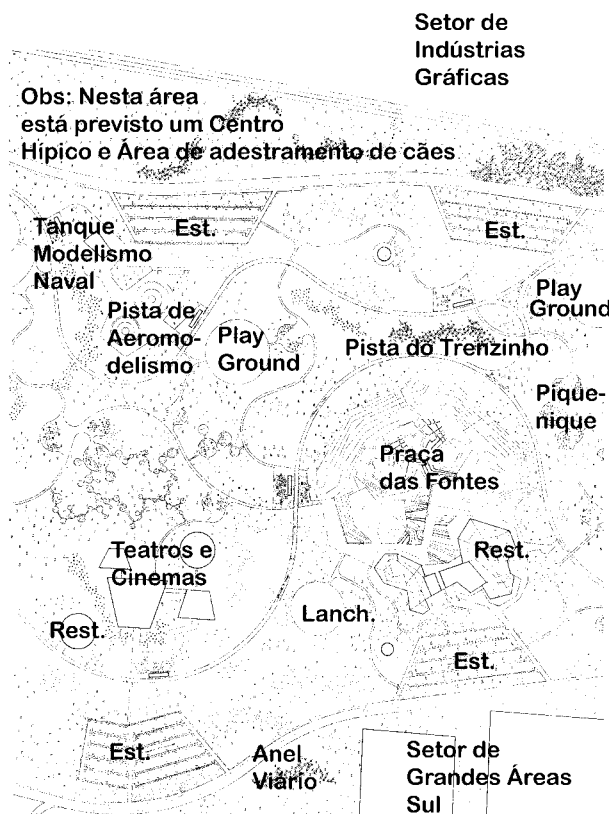 Setor de
Indústrias
Gráficas
Obs: Nesta área
está previsto um Centro
Hípico e Área de adestramento de cães
Est.
Est.
Tanque
Modelismo
Naval
Play
Ground
Pista de
Aeromo-
delismo
Play
Ground
Pista do Trenzinho
Pique-
nique
Praça
das Fontes
Teatros e
Cinemas
Rest.
Lanch.
Rest.
Est.
Est.
Anel
Viário
Setor de
Grandes Áreas
Sul